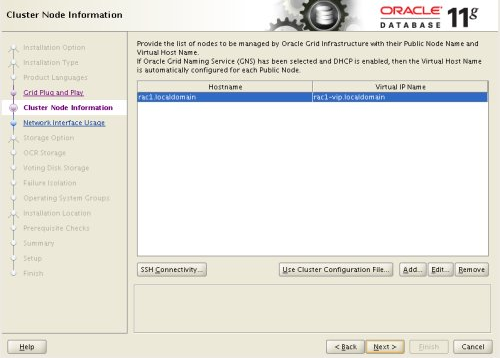 Cluster Node Information
ORACLE
DATABASE 11g
Installation Option
Installation Type
Product Languages
Grid Plug and Play
Cluster Node Information
Network Interface Usage
Storage Option
OCR Storage
Voting Disk Storage
Failure Isolation
Operating System Groups
Installation Location
Prerequisite Checks
Summary
Setup
Finish
Provide the list of nodes to be managed by Oracle Grid Infrastructure with their Public Node Name and
Virtual Host Name.
If Oracle Grid Naming Service (GNS) has been selected and DHCP is enabled, then the Virtual Host Name
is automatically configured for each Public Node.
Hostname Virtual IP Name
rac1.localdomain rac1-vip.localdomain
SSH Connectivity... Use Cluster Configuration File... Add... Edit... Remove
Help < Back Next > Finish Cancel